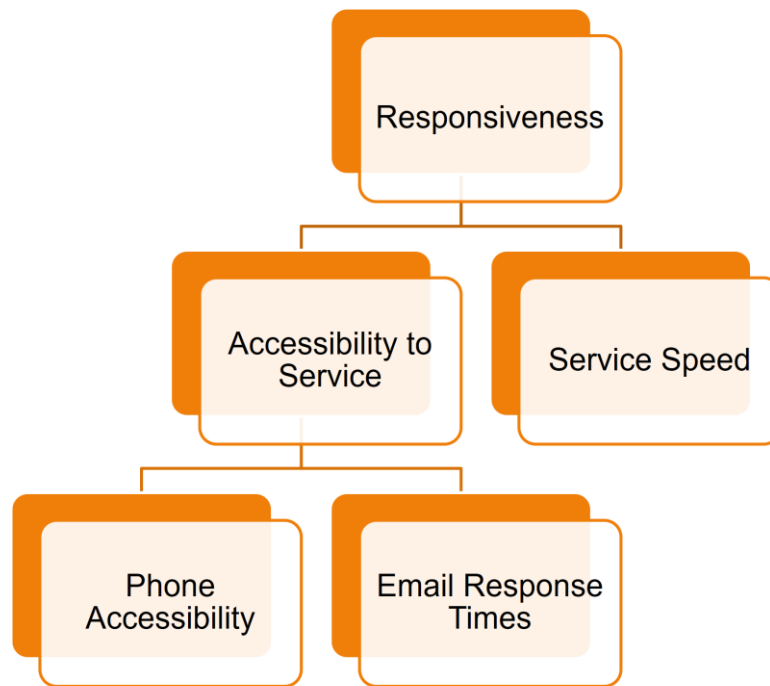 Responsiveness
Accessibility to
Service
Service Speed
Phone
Accessibility
Email Response
Times